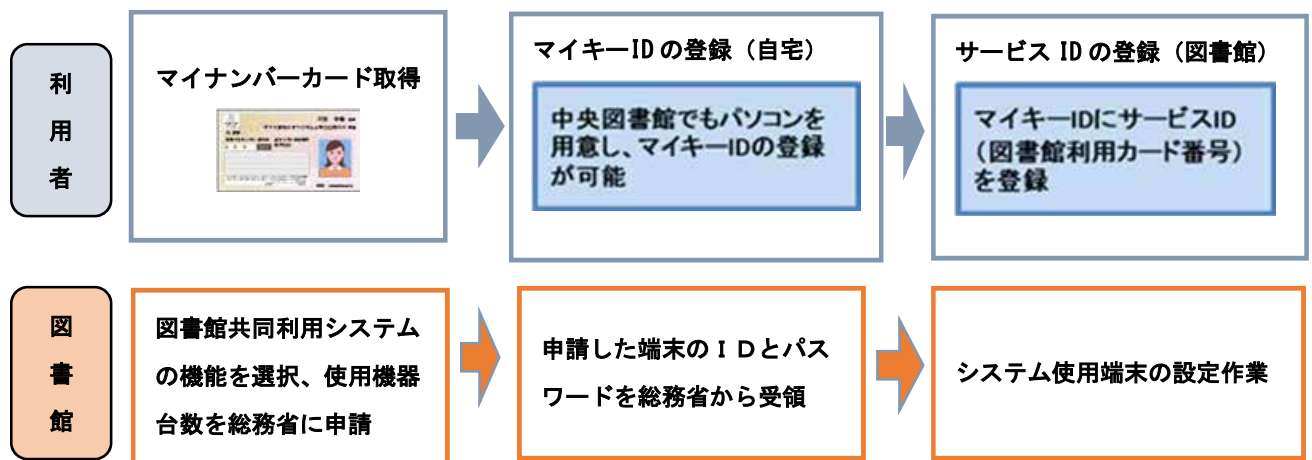 利用者
マイナンバーカード取得
マイキーIDの登録（自宅）
中央図書館でもパソコンを
用意し、マイキーIDの登録
が可能
サービス ID の登録（図書館）
マイキーIDにサービスID
（図書館利用カード番号）
を登録
図書館
図書館共同利用システム
の機能を選択、使用機器
台数を総務省に申請
申請した端末のＩＤとパス
ワードを総務省から受領
システム使用端末の設定作業